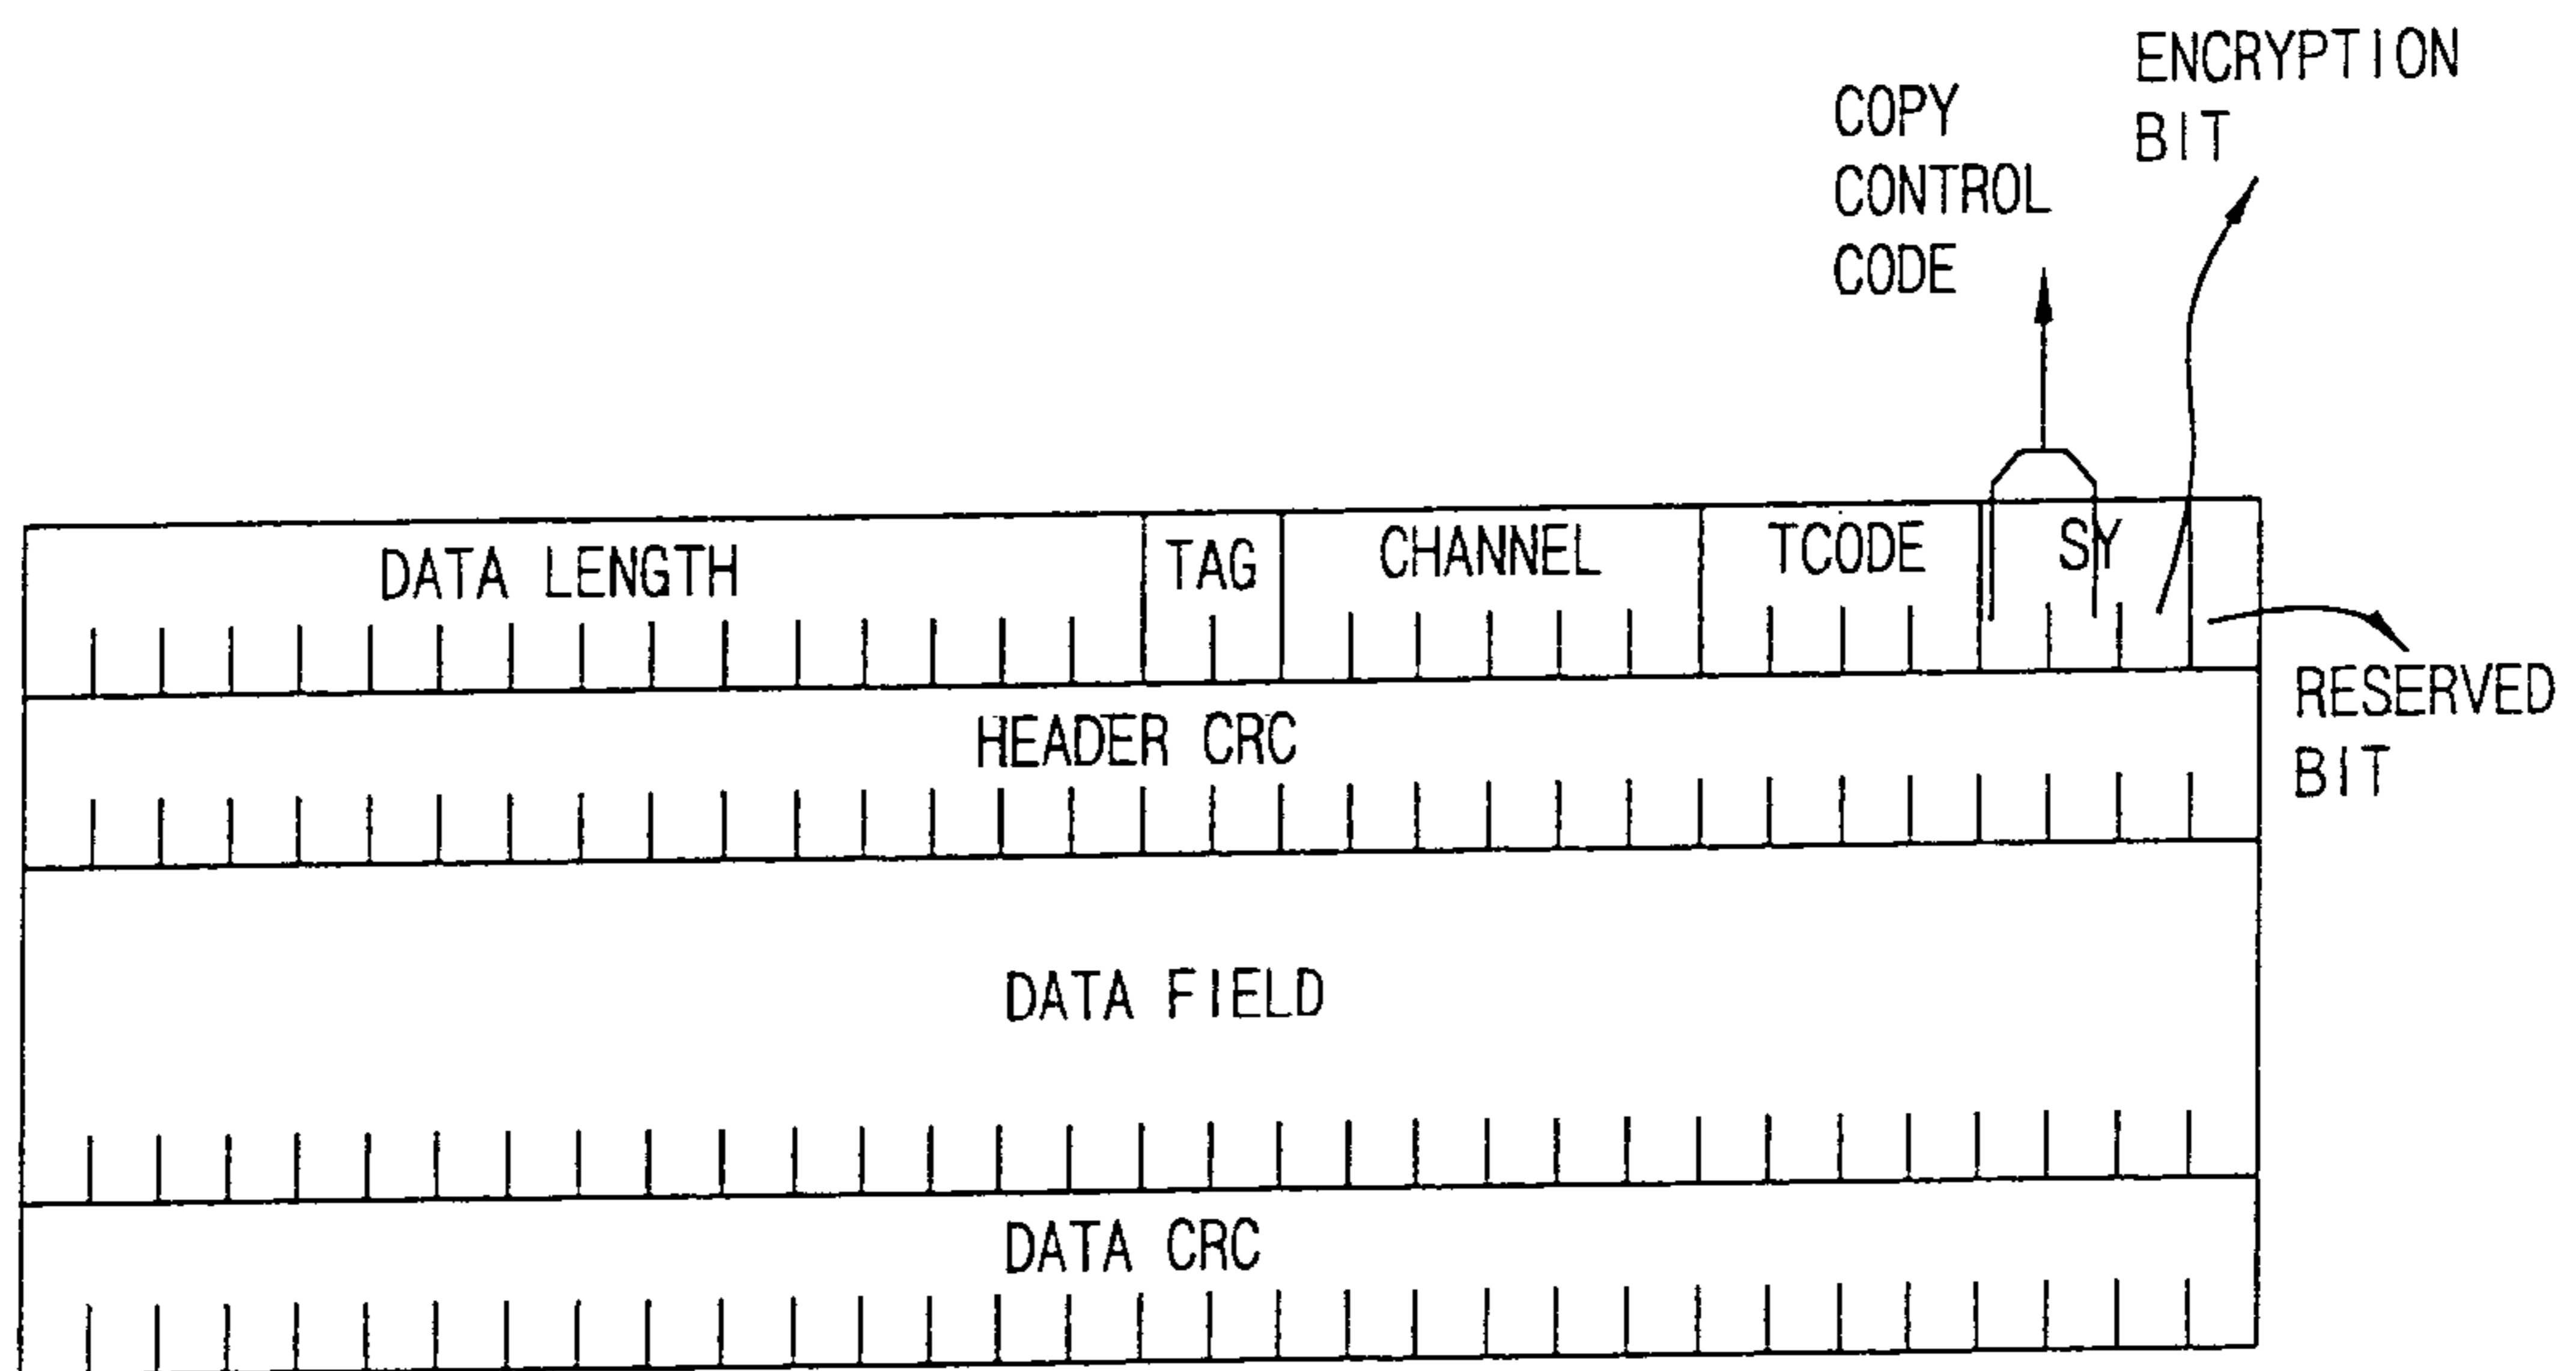 ENCRYPTION
BIT
COPY
CONTROL
CODE
DATA LENGTH TAG CHANNEL TCODE SY
RESERVED
BIT
HEADER CRC
DATA FIELD
DATA CRC